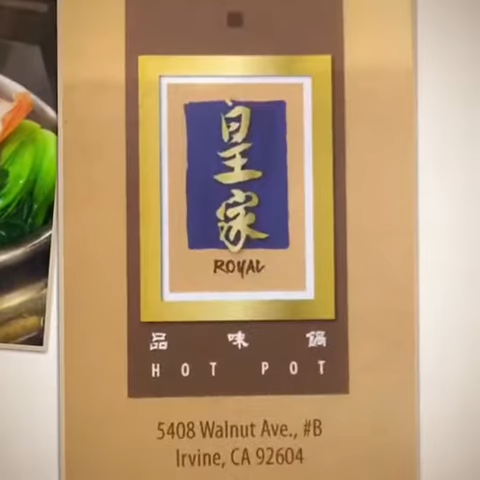 皇家
ROYAL
品味鍋
HOT POT
5408 Walnut Ave., #B
Irvine, CA 92604